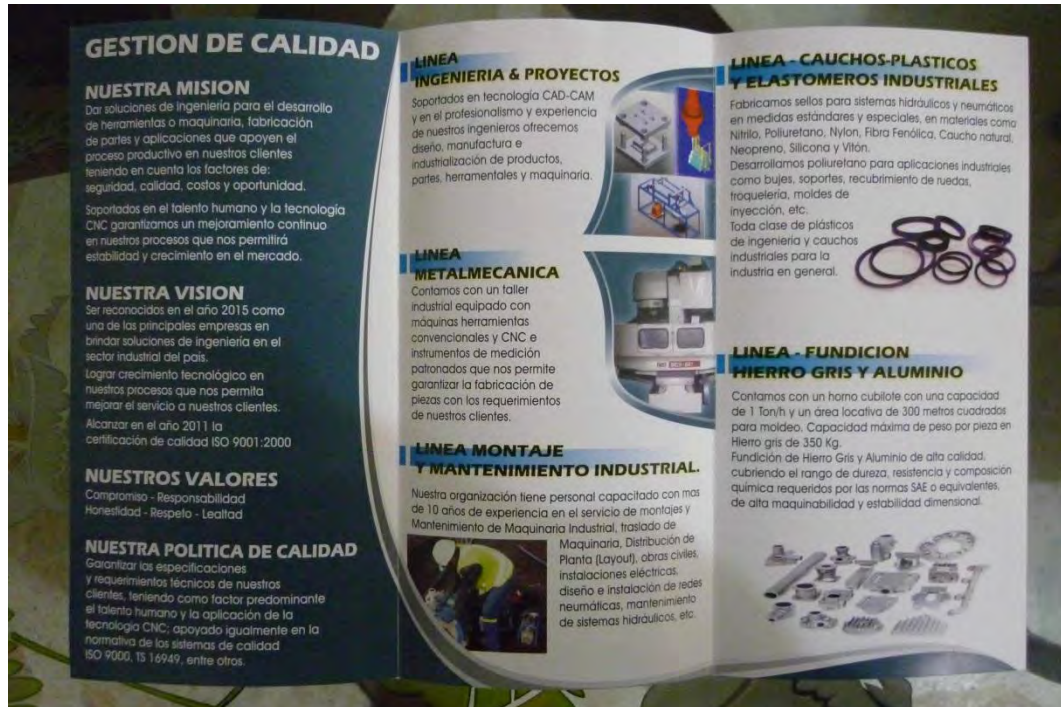 GESTION DE CALIDAD
NUESTRA MISION
Dar soluciones de ingeniería para el desarrollo
de herramientas o maquinaria, fabricación
de partes y aplicaciones que apoyen el
proceso productivo en nuestros clientes
teniendo en cuenta los factores de:
seguridad, calidad, costos y oportunidad.
Soportados en el talento humano y la tecnología
CNC garantizamos un mejoramiento continuo
en nuestros procesos que nos permitirá
estabilidad y crecimiento en el mercado.
NUESTRA VISION
Ser reconocidos en el año 2015 como
una de las principales empresas en
brindar soluciones de ingeniería en el
sector industrial del país.
Lograr crecimiento tecnológico en
nuestros procesos que nos permita
mejorar el servicio a nuestros clientes.
Alcanzar en el año 2011 la
certificación de calidad ISO 9001:2000
NUESTROS VALORES
Compromiso - Responsabilidad
Honestidad - Respeto - Lealtad
NUESTRA POLITICA DE CALIDAD
Garantizar las especificaciones
y requerimientos técnicos de nuestros
clientes, teniendo como factor predominante
el talento humano y la aplicación de la
tecnología CNC; apoyado igualmente en la
normativa de los sistemas de calidad
ISO 9000, TS 16949, entre otros.
LINEA
INGENIERIA & PROYECTOS
Soportados en tecnología CAD-CAM
y en el profesionalismo y experiencia
de nuestros ingenieros ofrecemos
diseño, manufactura e
industrialización de productos,
partes, herramentales y maquinaria.
LINEA
METALMECANICA
Contamos con un taller
industrial equipado con
máquinas herramientas
convencionales y CNC e
instrumentos de medición
patronados que nos permite
garantizar la fabricación de
piezas con los requerimientos
de nuestros clientes.
LINEA MONTAJE
Y MANTENIMIENTO INDUSTRIAL.
Nuestra organización tiene personal capacitado con mas
de 10 años de experiencia en el servicio de montajes y
Mantenimiento de Maquinaria Industrial, traslado de
Maquinaria, Distribución de
Planta (Layout), obras civiles,
instalaciones eléctricas,
diseño e instalación de redes
neumáticas, mantenimiento
de sistemas hidráulicos, etc.
LINEA - CAUCHOS-PLASTICOS
Y ELASTOMEROS INDUSTRIALES
Fabricamos sellos para sistemas hidráulicos y neumáticos
en medidas estándares y especiales, en materiales como
Nitrilo, Poliuretano, Nylon, Fibra Fenólica, Caucho natural,
Neopreno, Silicona y Vitón.
Desarrollamos poliuretano para aplicaciones industriales
como bujes, soportes, recubrimiento de ruedas,
troquelería, moldes de
inyección, etc.
Toda clase de plásticos
de ingeniería y cauchos
industriales para la
industria en general.
LINEA - FUNDICION
HIERRO GRIS Y ALUMINIO
Contamos con un horno cubilote con una capacidad
de 1 Ton/h y un área locativa de 300 metros cuadrados
para moldeo. Capacidad máxima de peso por pieza en
Hierro gris de 350 Kg.
Fundición de Hierro Gris y Aluminio de alta calidad,
cubriendo el rango de dureza, resistencia y composición
química requeridos por las normas SAE o equivalentes,
de alta maquinabilidad y estabilidad dimensional.